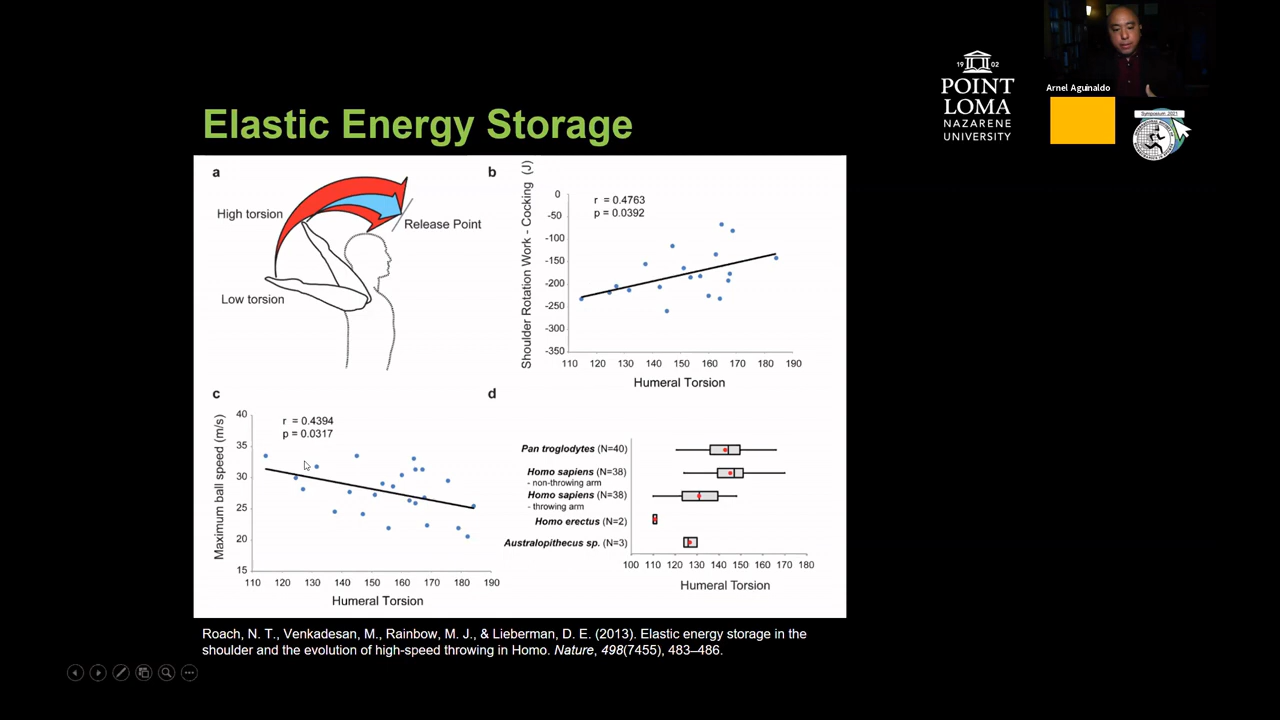 19 02
POINT
LOMA
NAZARENE
UNIVERSITY
Arnel Aguinaldo
Symposium 2021
Elastic Energy Storage
a
High torsion
Release Point
Low torsion
b
Shoulder Rotation Work - Cocking (J)
r = 0.4763
p = 0.0392
0
-50
-100
-150
-200
-250
-300
-350
110 120 130 140 150 160 170 180 190
Humeral Torsion
c
Maximum ball speed (m/s)
r = 0.4394
p = 0.0317
40
35
30
25
20
15
110 120 130 140 150 160 170 180 190
Humeral Torsion
d
Pan troglodytes (N=40)
Homo sapiens (N=38)
- non-throwing arm
Homo sapiens (N=38)
- throwing arm
Homo erectus (N=2)
Australopithecus sp. (N=3)
100 110 120 130 140 150 160 170 180
Humeral Torsion
Roach, N. T., Venkadesan, M., Rainbow, M. J., & Lieberman, D. E. (2013). Elastic energy storage in the
shoulder and the evolution of high-speed throwing in Homo. Nature, 498(7455), 483–486.